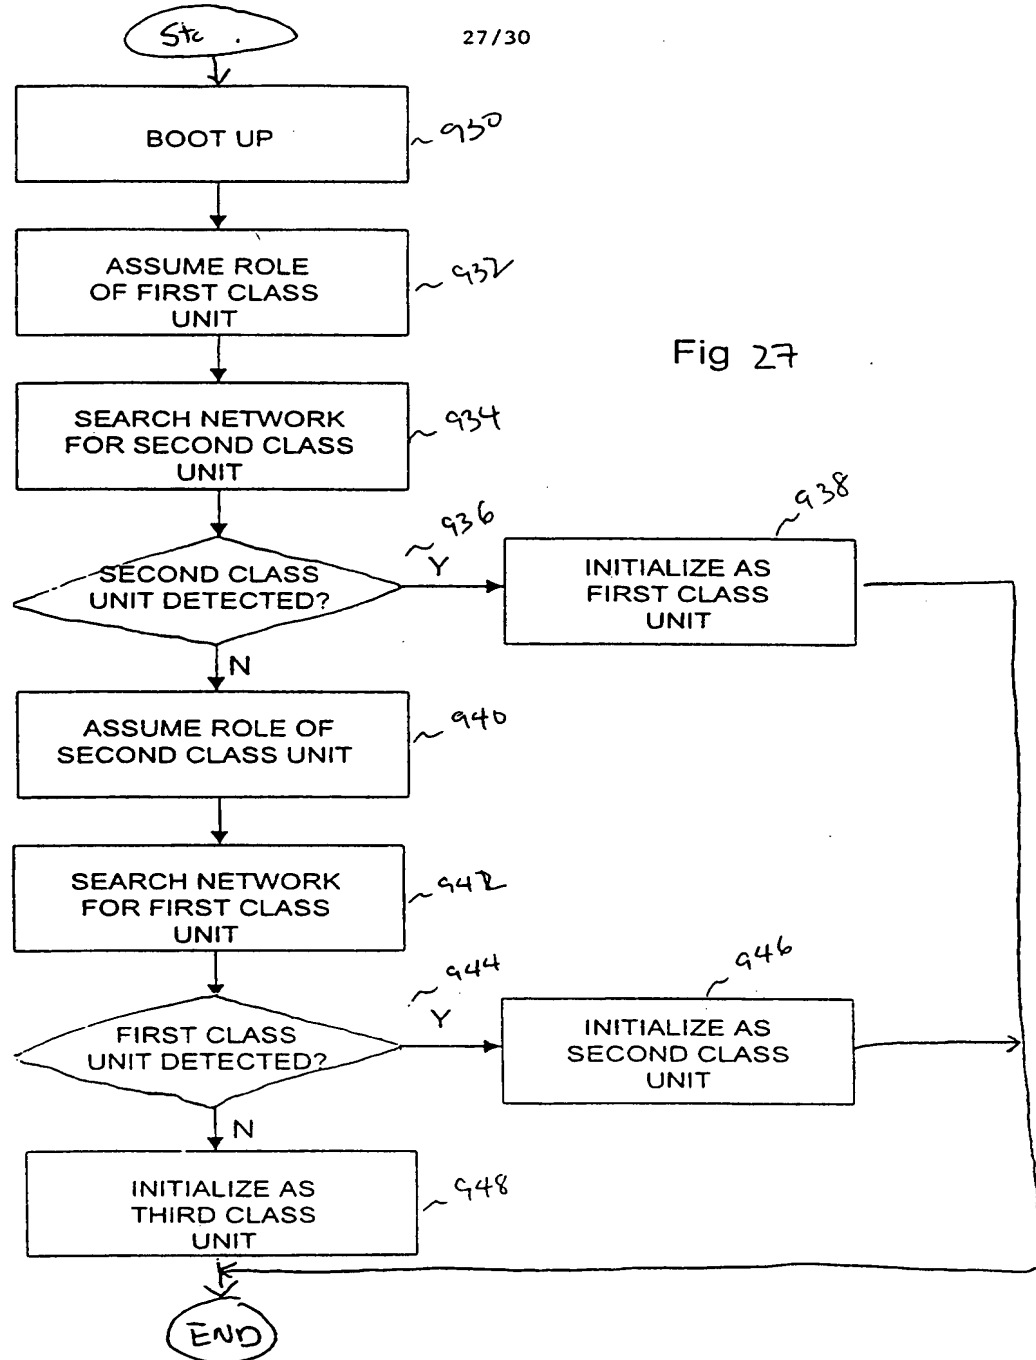 27/30
BOOT UP
~930
ASSUME ROLE
OF FIRST CLASS
UNIT
~932
Fig 27
SEARCH NETWORK
FOR SECOND CLASS
UNIT
~934
SECOND CLASS
UNIT DETECTED?
~936
Y
N
~938
INITIALIZE AS
FIRST CLASS
UNIT
ASSUME ROLE OF
SECOND CLASS UNIT
~940
SEARCH NETWORK
FOR FIRST CLASS
UNIT
~942
FIRST CLASS
UNIT DETECTED?
~944
Y
N
~946
INITIALIZE AS
SECOND CLASS
UNIT
INITIALIZE AS
THIRD CLASS
UNIT
~948
END